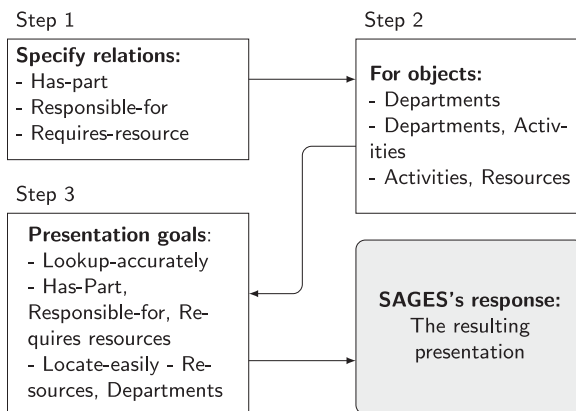 Step 1
Specify relations:
- Has-part
- Responsible-for
- Requires-resource
Step 2
For objects:
- Departments
- Departments, Activ-
ities
- Activities, Resources
Step 3
Presentation goals:
- Lookup-accurately
- Has-Part,
Responsible-for, Re-
quires resources
- Locate-easily - Re-
sources, Departments
SAGES's response:
The resulting
presentation